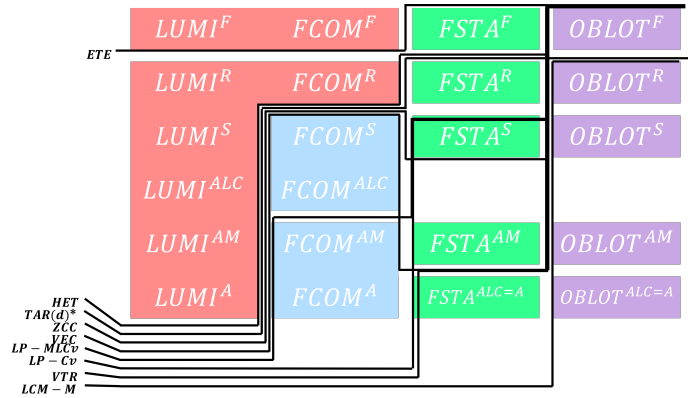 LUMI^F FCOM^F FSTA^F OBLOT^F
ETE
LUMI^R FCOM^R FSTA^R OBLOT^R
LUMI^S FCOM^S FSTA^S OBLOT^S
LUMI^ALC FCOM^ALC
LUMI^AM FCOM^AM FSTA^AM OBLOT^AM
LUMI^A FCOM^A FSTA^ALC=A OBLOT^ALC=A
HET
TAR(d)*
ZCC
VEC
LP − MLCv
LP − Cv
VTR
LCM − M